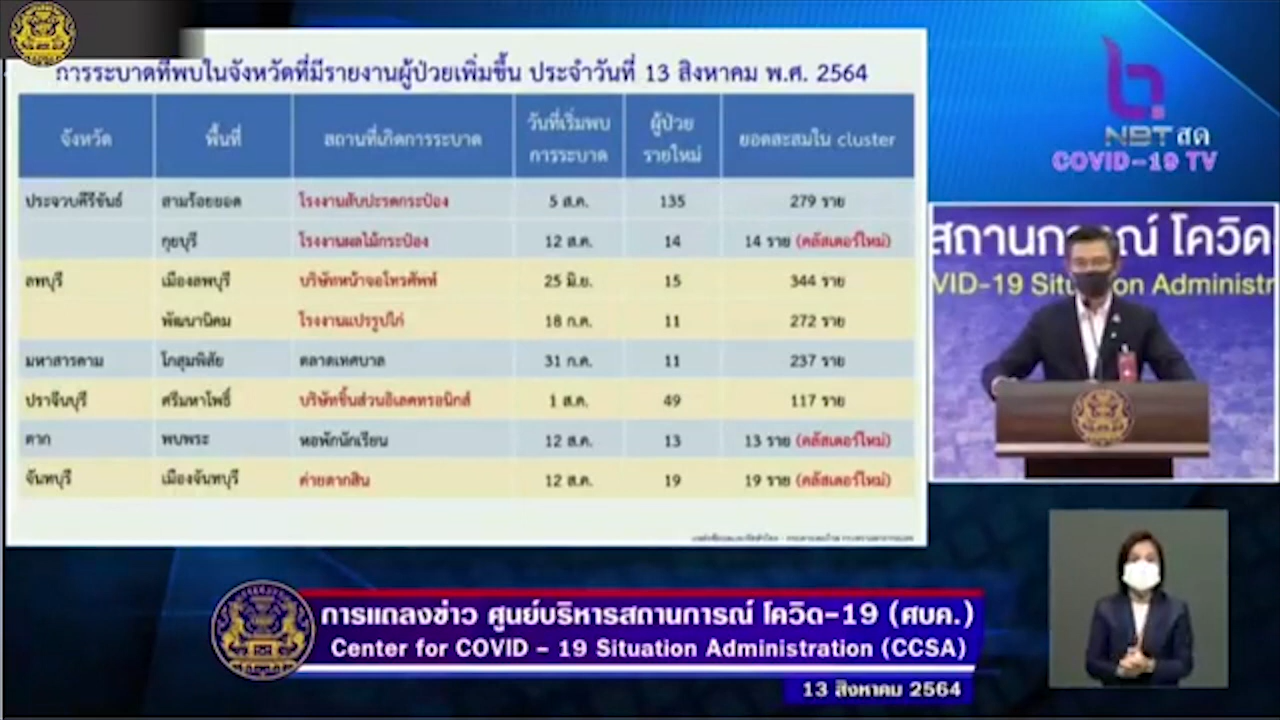 การระบาดที่พบในจังหวัดที่มีรายงานผู้ป่วยเพิ่มขึ้น ประจำวันที่ 13 สิงหาคม พ.ศ. 2564
จังหวัด พื้นที่ สถานที่เกิดการระบาด วันที่เริ่มพบการระบาด ผู้ป่วยรายใหม่ ยอดสะสมใน cluster
ประจวบคีรีขันธ์ สามร้อยยอด โรงงานสับปะรดกระป๋อง 5 ส.ค. 135 279 ราย
กุยบุรี โรงงานผลไม้กระป๋อง 12 ส.ค. 14 14 ราย (คลัสเตอร์ใหม่)
ลพบุรี เมืองลพบุรี บริษัทหน้าจอโทรศัพท์ 25 มิ.ย. 15 344 ราย
พัฒนานิคม โรงงานแปรรูปไก่ 18 ก.ค. 11 272 ราย
มหาสารคาม โกสุมพิสัย ตลาดเทศบาล 31 ก.ค. 11 237 ราย
ปราจีนบุรี ศรีมหาโพธิ์ บริษัทชิ้นส่วนอิเลคทรอนิกส์ 1 ส.ค. 49 117 ราย
ตาก พบพระ หอพักนักเรียน 12 ส.ค. 13 13 ราย (คลัสเตอร์ใหม่)
จันทบุรี เมืองจันทบุรี ค่ายตากสิน 12 ส.ค. 19 19 ราย (คลัสเตอร์ใหม่)
NBT สด
COVID-19 TV
สถานการณ์ โควิด
VID-19 Situation Administr
การแถลงข่าว ศูนย์บริหารสถานการณ์ โควิด-19 (ศบค.)
Center for COVID - 19 Situation Administration (CCSA)
13 สิงหาคม 2564